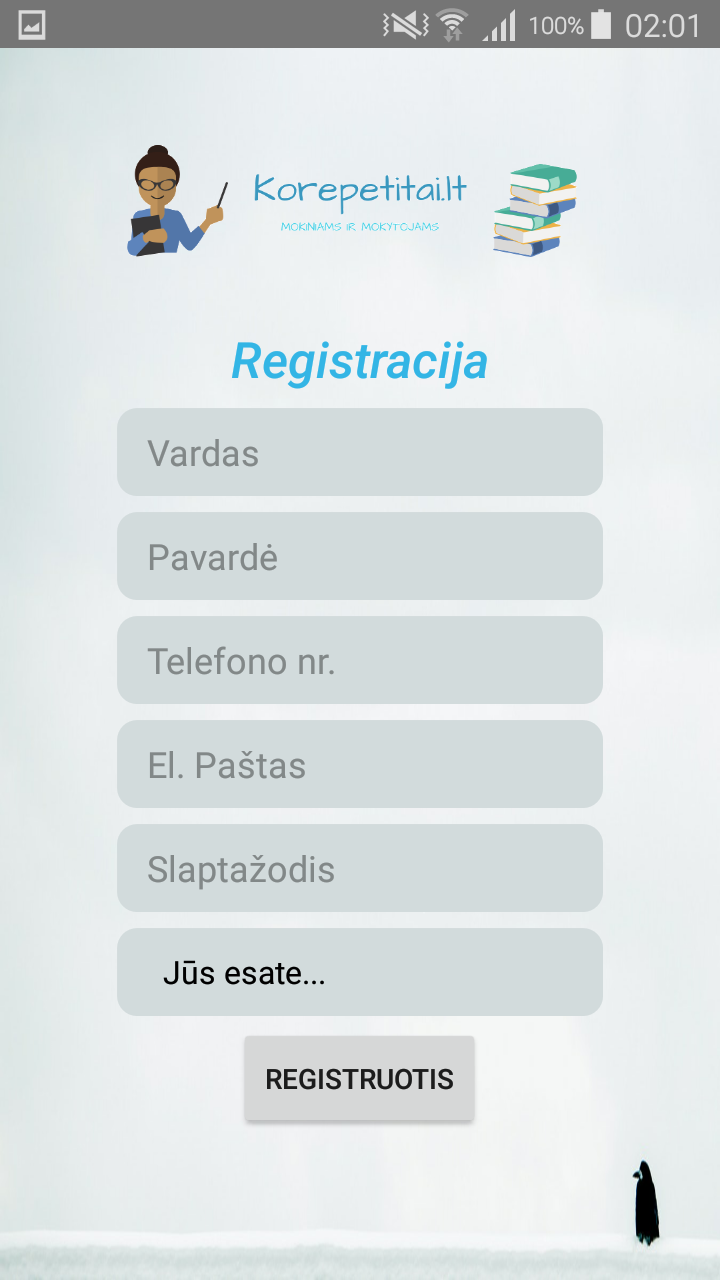 100% 02:01
Korepetitai.lt
MOKINIAMS IR MOKYTOJAMS
Registracija
Vardas
Pavardė
Telefono nr.
El. Paštas
Slaptažodis
Jūs esate...
REGISTRUOTIS